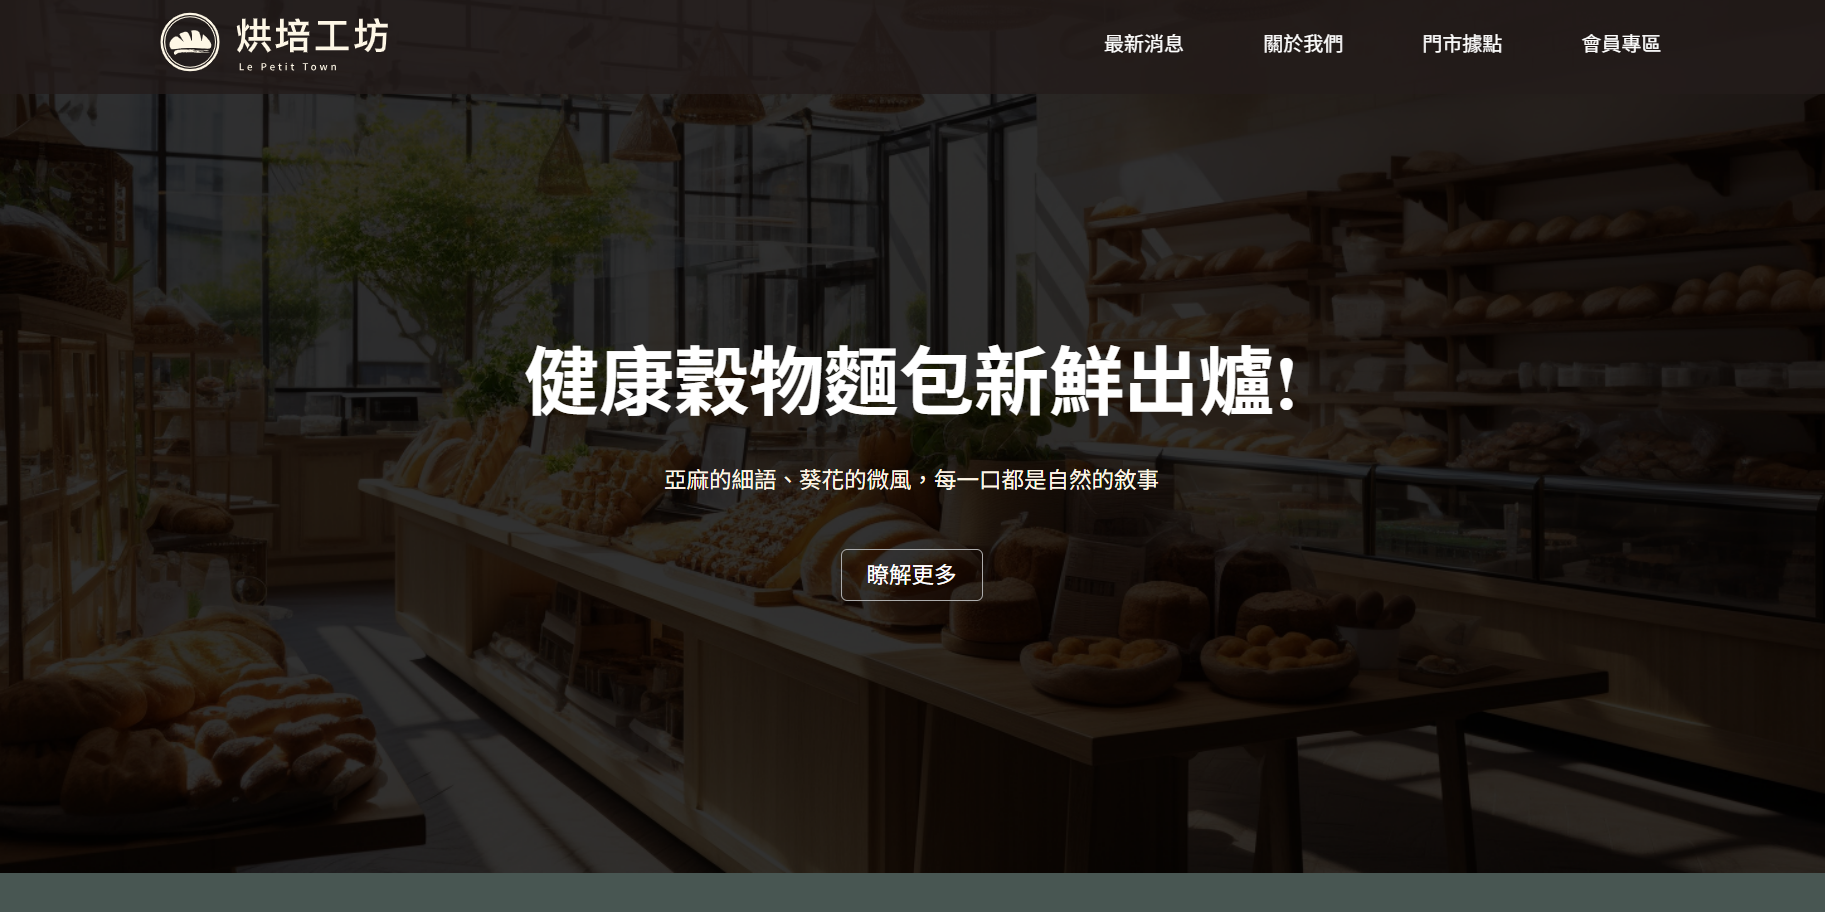 烘培工坊
Le Petit Town
最新消息
關於我們
門市據點
會員專區
健康穀物麵包新鮮出爐!
亞麻的細語、葵花的微風，每一口都是自然的敘事
瞭解更多